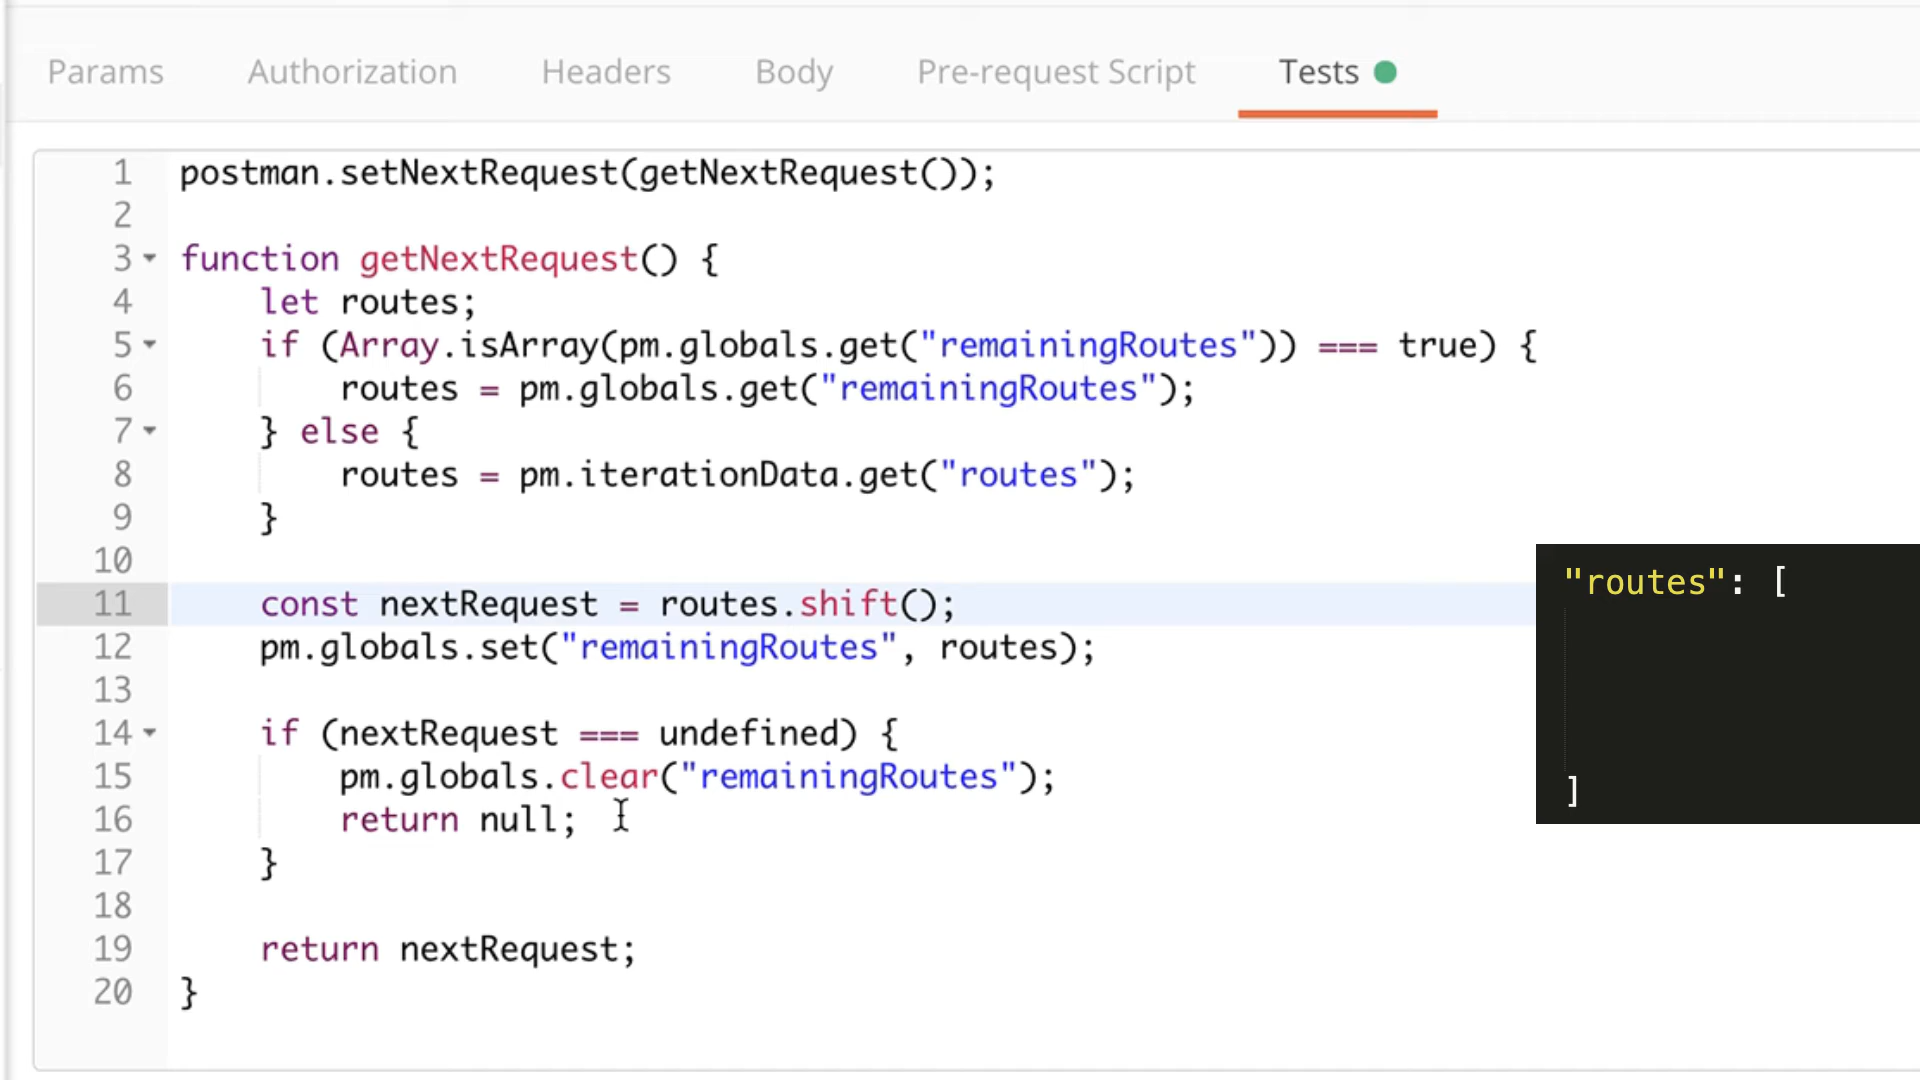 Params Authorization Headers Body Pre-request Script Tests
1 postman.setNextRequest(getNextRequest());
2
3 function getNextRequest() {
4     let routes;
5     if (Array.isArray(pm.globals.get("remainingRoutes")) === true) {
6         routes = pm.globals.get("remainingRoutes");
7     } else {
8         routes = pm.iterationData.get("routes");
9     }
10
11     const nextRequest = routes.shift();
12     pm.globals.set("remainingRoutes", routes);
13
14     if (nextRequest === undefined) {
15         pm.globals.clear("remainingRoutes");
16         return null;
17     }
18
19     return nextRequest;
20 }
"routes": [
]